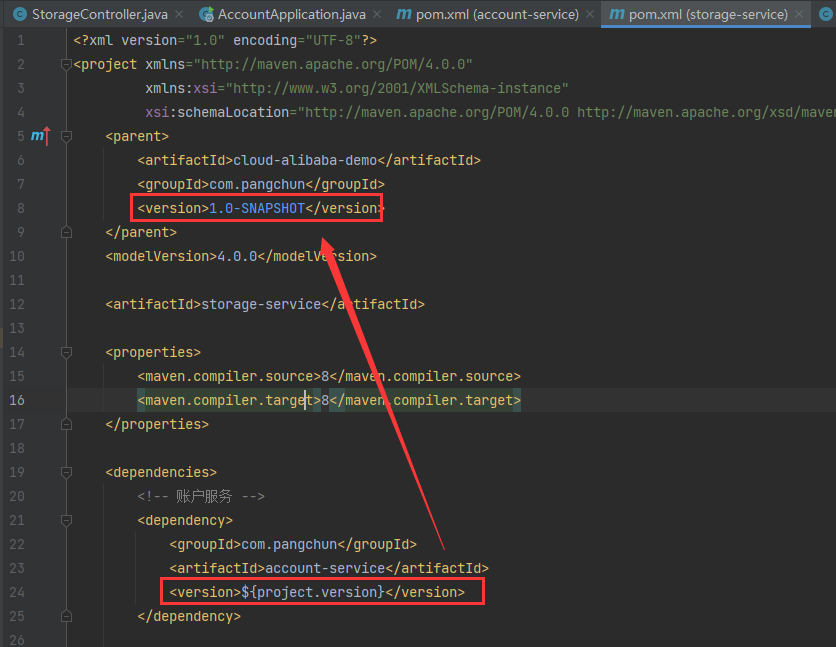 StorageController.java AccountApplication.java pom.xml (account-service) pom.xml (storage-service)
1 <?xml version="1.0" encoding="UTF-8"?>
2 <project xmlns="http://maven.apache.org/POM/4.0.0"
3 xmlns:xsi="http://www.w3.org/2001/XMLSchema-instance"
4 xsi:schemaLocation="http://maven.apache.org/POM/4.0.0 http://maven.apache.org/xsd/maven
5 <parent>
6 <artifactId>cloud-alibaba-demo</artifactId>
7 <groupId>com.pangchun</groupId>
8 <version>1.0-SNAPSHOT</version>
9 </parent>
10 <modelVersion>4.0.0</modelVersion>
11
12 <artifactId>storage-service</artifactId>
13
14 <properties>
15 <maven.compiler.source>8</maven.compiler.source>
16 <maven.compiler.target>8</maven.compiler.target>
17 </properties>
18
19 <dependencies>
20 <!-- 账户服务 -->
21 <dependency>
22 <groupId>com.pangchun</groupId>
23 <artifactId>account-service</artifactId>
24 <version>${project.version}</version>
25 </dependency>
26